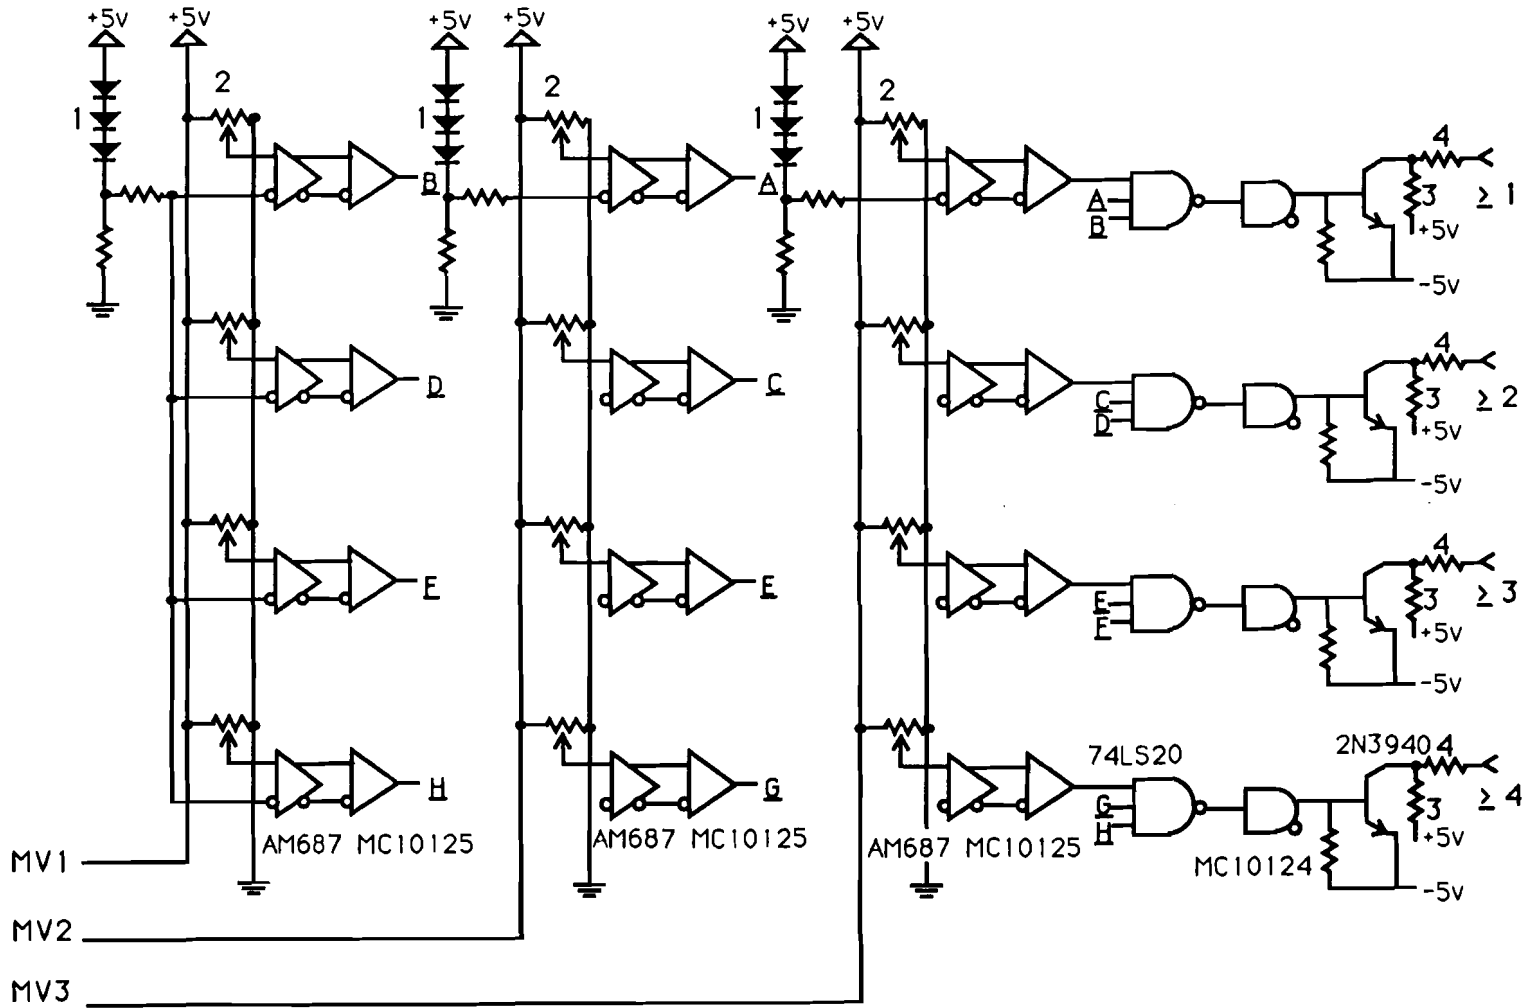 +5v +5v +5v +5v +5v +5v
2 2 2
1 1 1
4
B A
A
B
3 ≥ 1
+5v
-5v
4
D C
C
D
3 ≥ 2
+5v
-5v
4
F E
E
F
3 ≥ 3
+5v
-5v
74LS20 2N3940 4
H G
G
H
3 ≥ 4
+5v
AM687 MC10125 AM687 MC10125 AM687 MC10125 MC10124
-5v
MV1
MV2
MV3